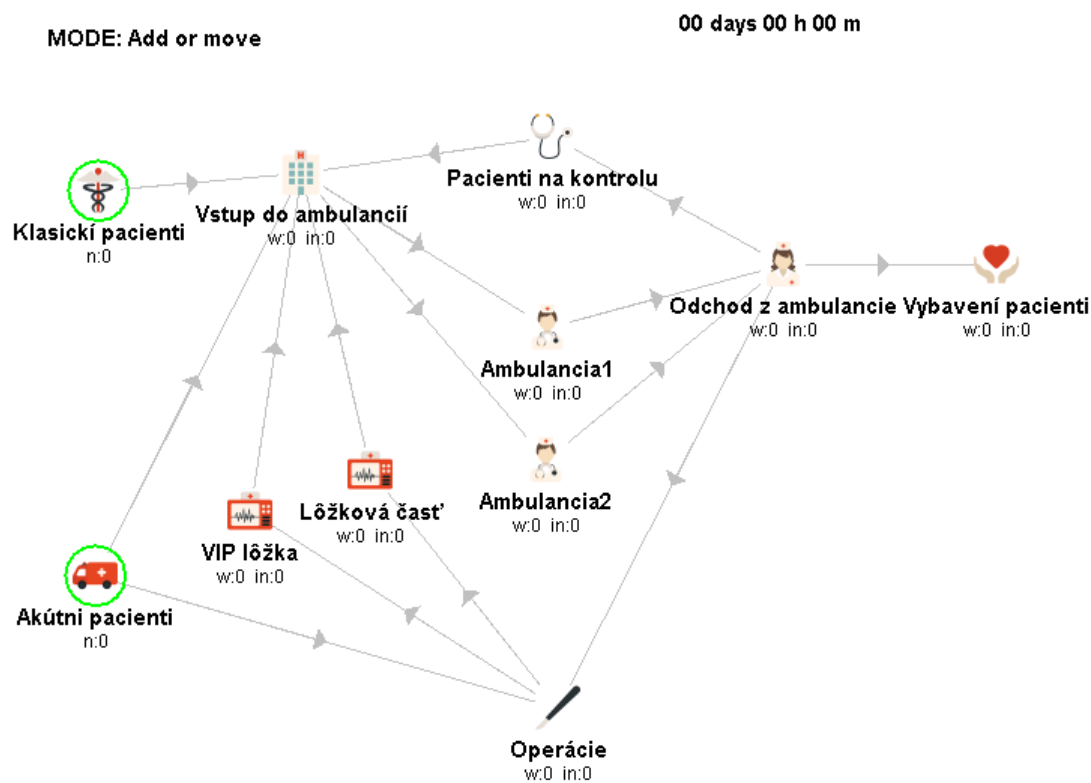 MODE: Add or move
00 days 00 h 00 m
Pacienti na kontrolu
w:0 in:0
Klasickí pacienti
n:0
Vstup do ambulancií
w:0 in:0
Odchod z ambulancie
w:0 in:0
Vybavení pacienti
w:0 in:0
Ambulancia1
w:0 in:0
Ambulancia2
w:0 in:0
Lôžková časť
w:0 in:0
VIP lôžka
w:0 in:0
Akútni pacienti
n:0
Operácie
w:0 in:0